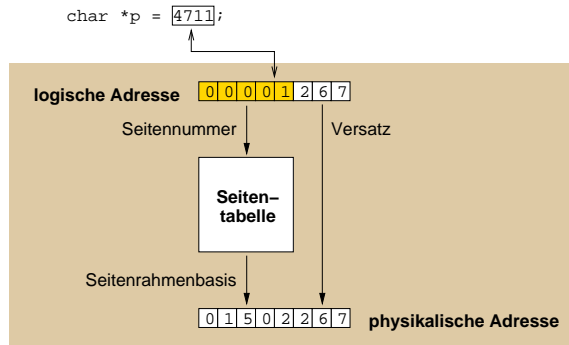 char *p = 4711;
logische Adresse 0 0 0 0 1 2 6 7
Seitennummer Versatz
Seiten–
tabelle
Seitenrahmenbasis
0 1 5 0 2 2 6 7 physikalische Adresse